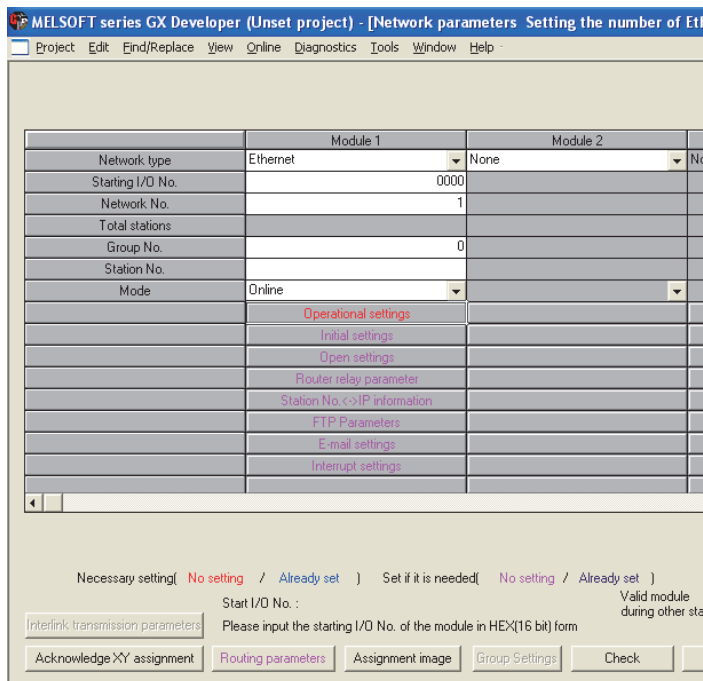 MELSOFT series GX Developer (Unset project) - [Network parameters Setting the number of Etl
Project Edit Find/Replace View Online Diagnostics Tools Window Help
Module 1 Module 2
Network type Ethernet None No
Starting I/O No. 0000
Network No. 1
Total stations
Group No. 0
Station No.
Mode Online
Operational settings
Initial settings
Open settings
Router relay parameter
Station No.<->IP information
FTP Parameters
E-mail settings
Interrupt settings
Necessary setting( No setting / Already set ) Set if it is needed( No setting / Already set )
Start I/O No. : Valid module
during other sta
Interlink transmission parameters Please input the starting I/O No. of the module in HEX(16 bit) form
Acknowledge XY assignment Routing parameters Assignment image Group Settings Check